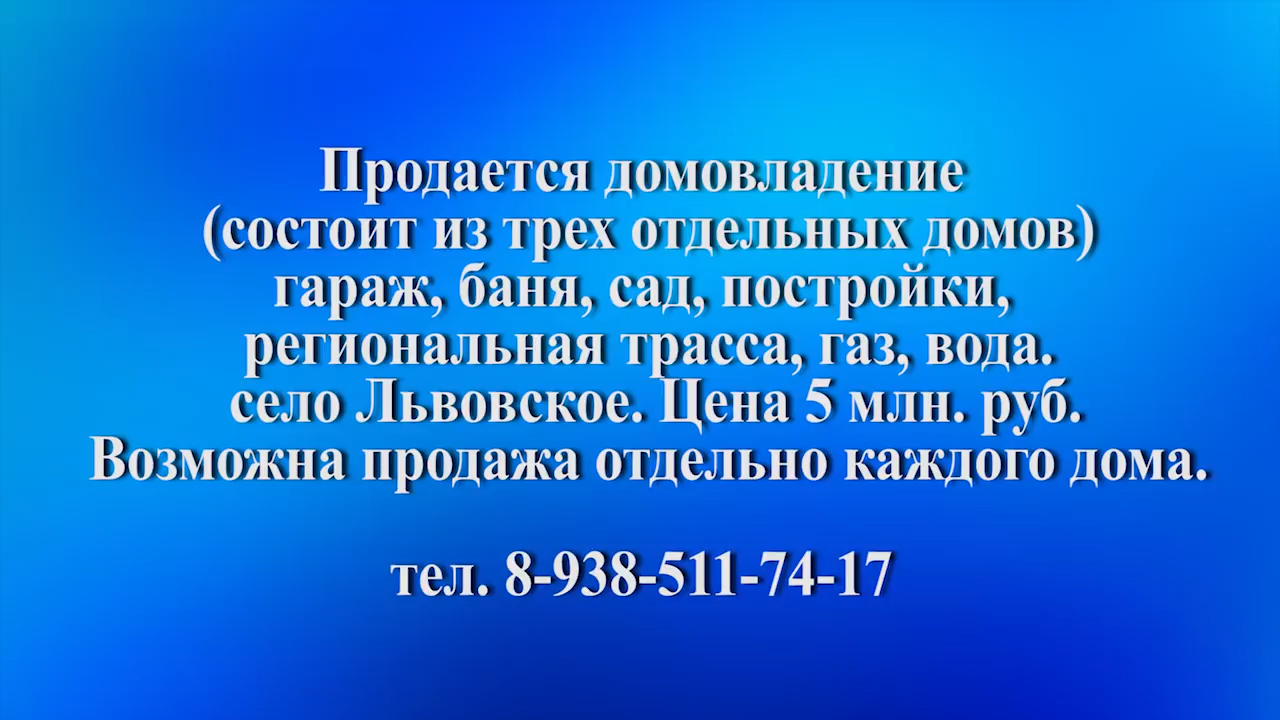 Продается домовладение
(состоит из трех отдельных домов)
гараж, баня, сад, постройки,
региональная трасса, газ, вода.
село Львовское. Цена 5 млн. руб.
Возможна продажа отдельно каждого дома.
тел. 8-938-511-74-17